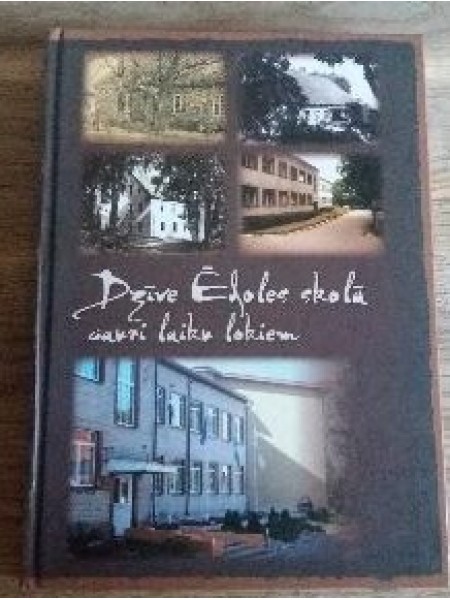 Dzīve Ēdoles skolā
cauri laiku lokiem